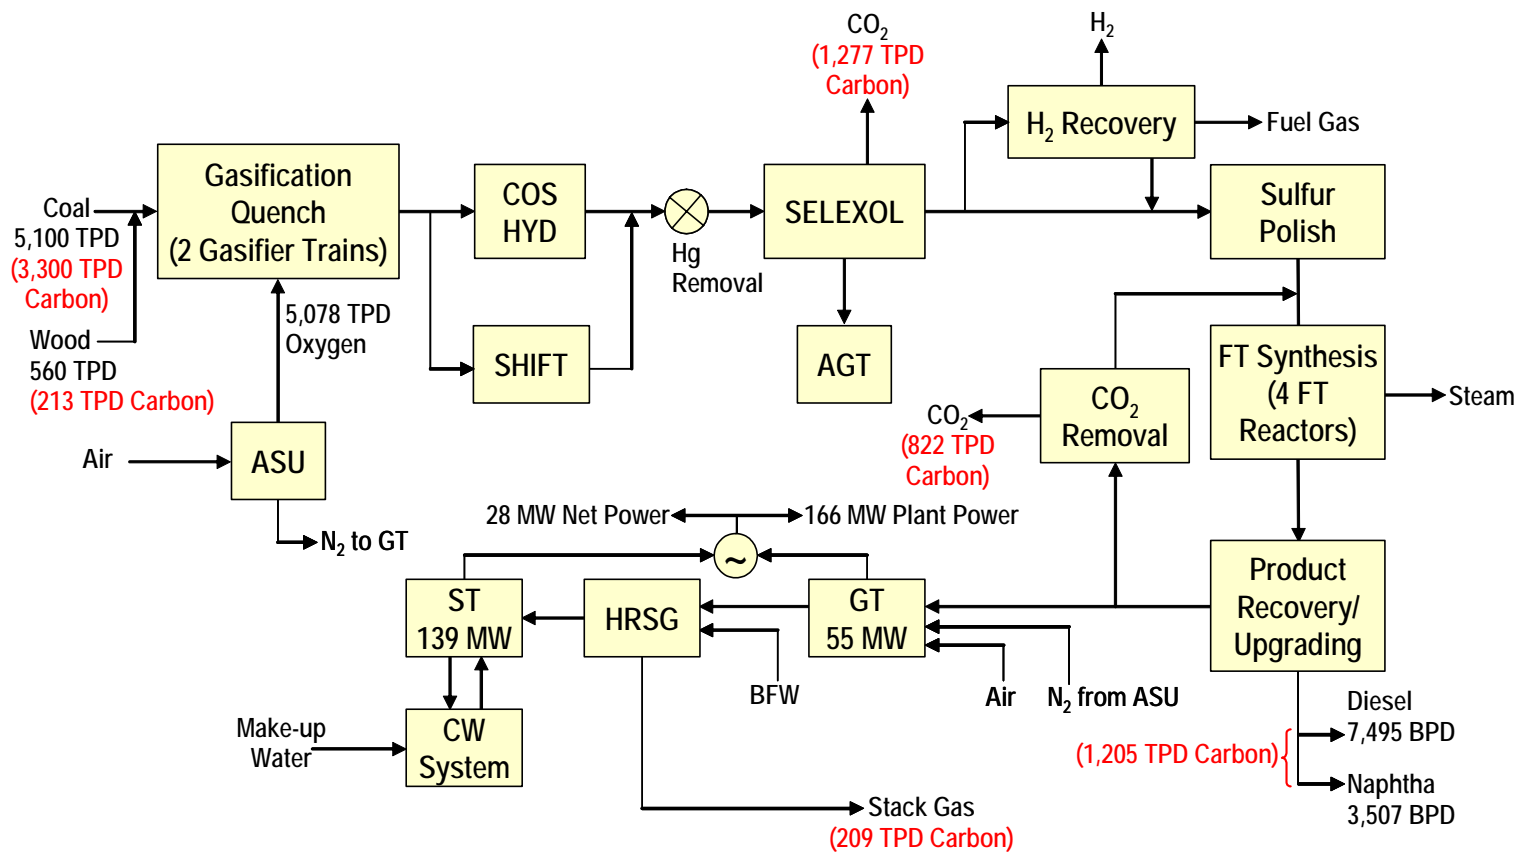 CO2
(1,277 TPD
Carbon)
H2
H2 Recovery
Fuel Gas
Gasification
Quench
(2 Gasifier Trains)
COS
HYD
SELEXOL
Sulfur
Polish
Coal
5,100 TPD
(3,300 TPD
Carbon)
Hg
Removal
Wood
560 TPD
(213 TPD Carbon)
5,078 TPD
Oxygen
SHIFT
AGT
FT Synthesis
(4 FT
Reactors)
Steam
CO2
Removal
CO2
(822 TPD
Carbon)
Air
ASU
N2 to GT
28 MW Net Power
166 MW Plant Power
~
ST
139 MW
HRSG
GT
55 MW
Product
Recovery/
Upgrading
BFW
Air
N2 from ASU
Make-up
Water
CW
System
Diesel
7,495 BPD
(1,205 TPD Carbon)
Naphtha
3,507 BPD
Stack Gas
(209 TPD Carbon)